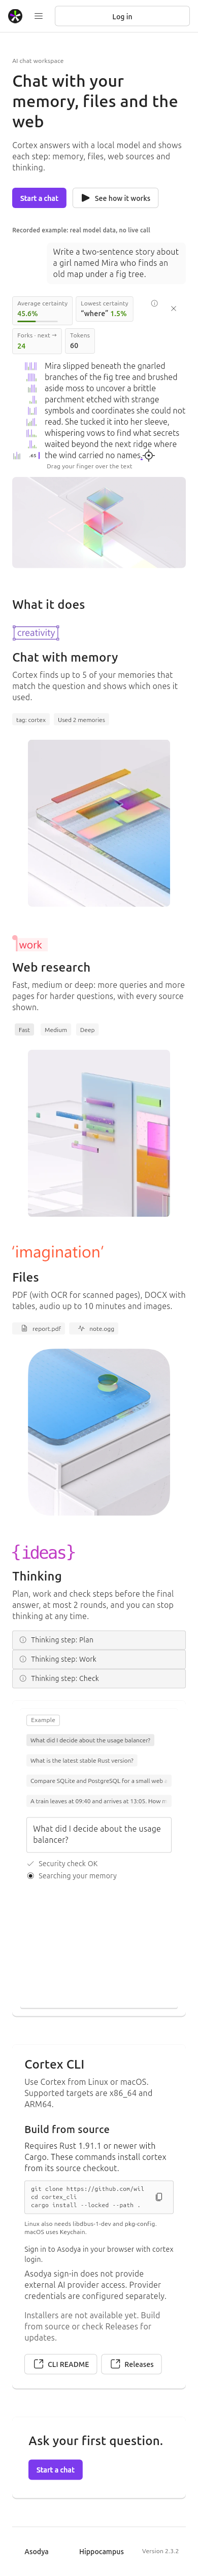 Log in
AI chat workspace
Chat with your
memory, files and the
web
Cortex answers with a local model and shows
each step: memory, files, web sources and
thinking.
Start a chat
See how it works
Recorded example: real model data, no live call
Write a two-sentence story about
a girl named Mira who finds an
old map under a fig tree.
Average certainty
45.6%
Lowest certainty
"where" 1.5%
Forks · next →
24
Tokens
60
Mira slipped beneath the gnarled
branches of the fig tree and brushed
aside moss to uncover a brittle
parchment etched with strange
symbols and coordinates she could not
read. She tucked it into her sleeve,
whispering vows to find what secrets
waited beyond the next ridge where
the wind carried no names.
Drag your finger over the text
What it does
creativity
Chat with memory
Cortex finds up to 5 of your memories that
match the question and shows which ones it
used.
tag: cortex
Used 2 memories
work
Web research
Fast, medium or deep: more queries and more
pages for harder questions, with every source
shown.
Fast
Medium
Deep
'imagination'
Files
PDF (with OCR for scanned pages), DOCX with
tables, audio up to 10 minutes and images.
report.pdf
note.ogg
{ideas}
Thinking
Plan, work and check steps before the final
answer, at most 2 rounds, and you can stop
thinking at any time.
Thinking step: Plan
Thinking step: Work
Thinking step: Check
Example
What did I decide about the usage balancer?
What is the latest stable Rust version?
Compare SQLite and PostgreSQL for a small web
A train leaves at 09:40 and arrives at 13:05. How
What did I decide about the usage
balancer?
Security check OK
Searching your memory
Cortex CLI
Use Cortex from Linux or macOS.
Supported targets are x86_64 and
ARM64.
Build from source
Requires Rust 1.91.1 or newer with
Cargo. These commands install cortex
from its source checkout.
git clone https://github.com/wil
cd cortex_cli
cargo install --locked --path .
Linux also needs libdbus-1-dev and pkg-config.
macOS uses Keychain.
Sign in to Asodya in your browser with cortex
login.
Asodya sign-in does not provide
external AI provider access. Provider
credentials are configured separately.
Installers are not available yet. Build
from source or check Releases for
updates.
CLI README
Releases
Ask your first question.
Start a chat
Asodya
Hippocampus
Version 2.3.2